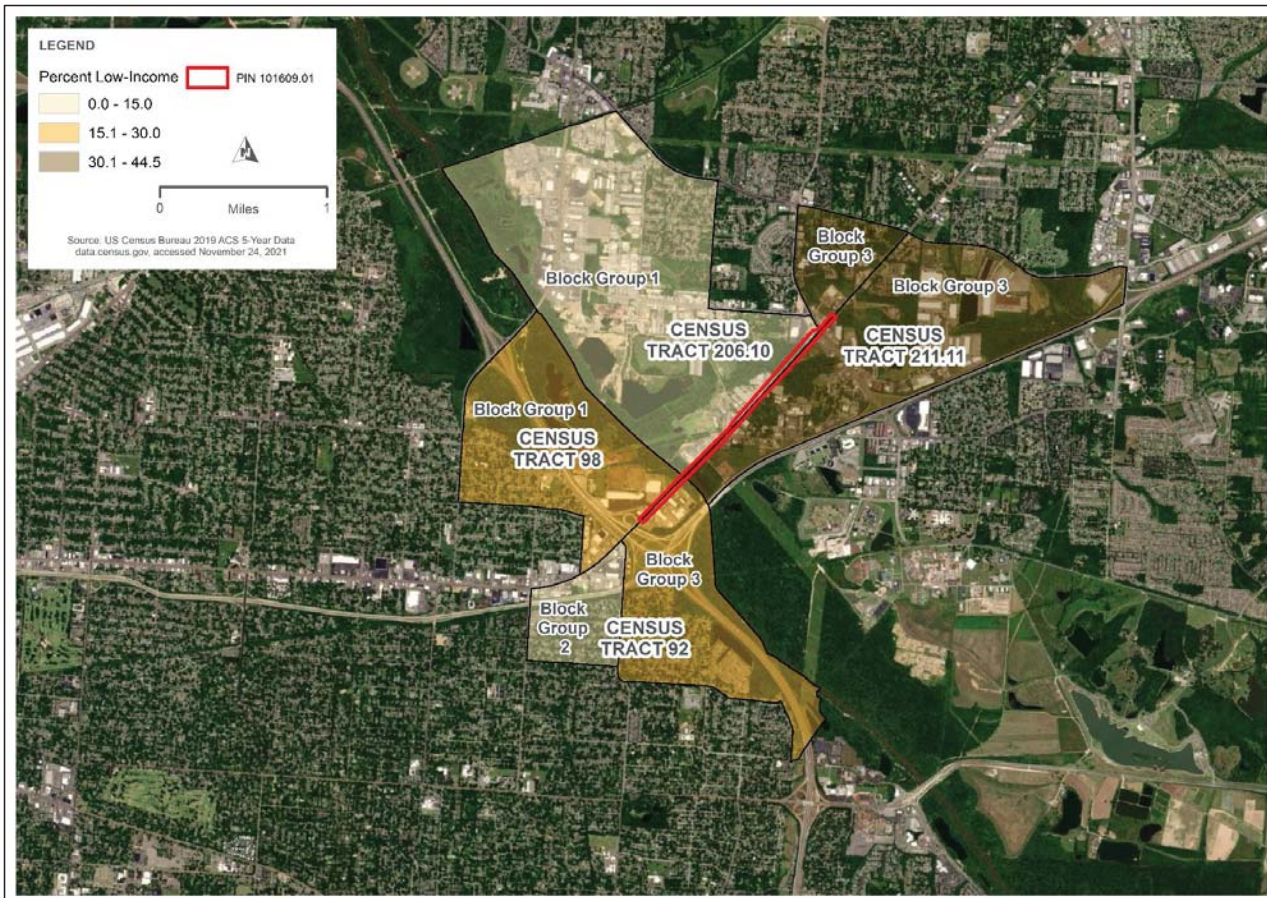 LEGEND
Percent Low-Income
PIN 101609.01
0.0 - 15.0
15.1 - 30.0
30.1 - 44.5
0 Miles 1
Source: US Census Bureau 2019 ACS 5-Year Data
data.census.gov, accessed November 24, 2021
Block
Group 3
Block Group 1
Block Group 3
CENSUS
TRACT 206.10
CENSUS
TRACT 211.11
Block Group 1
CENSUS
TRACT 98
Block
Group 3
Block
Group
2
CENSUS
TRACT 92